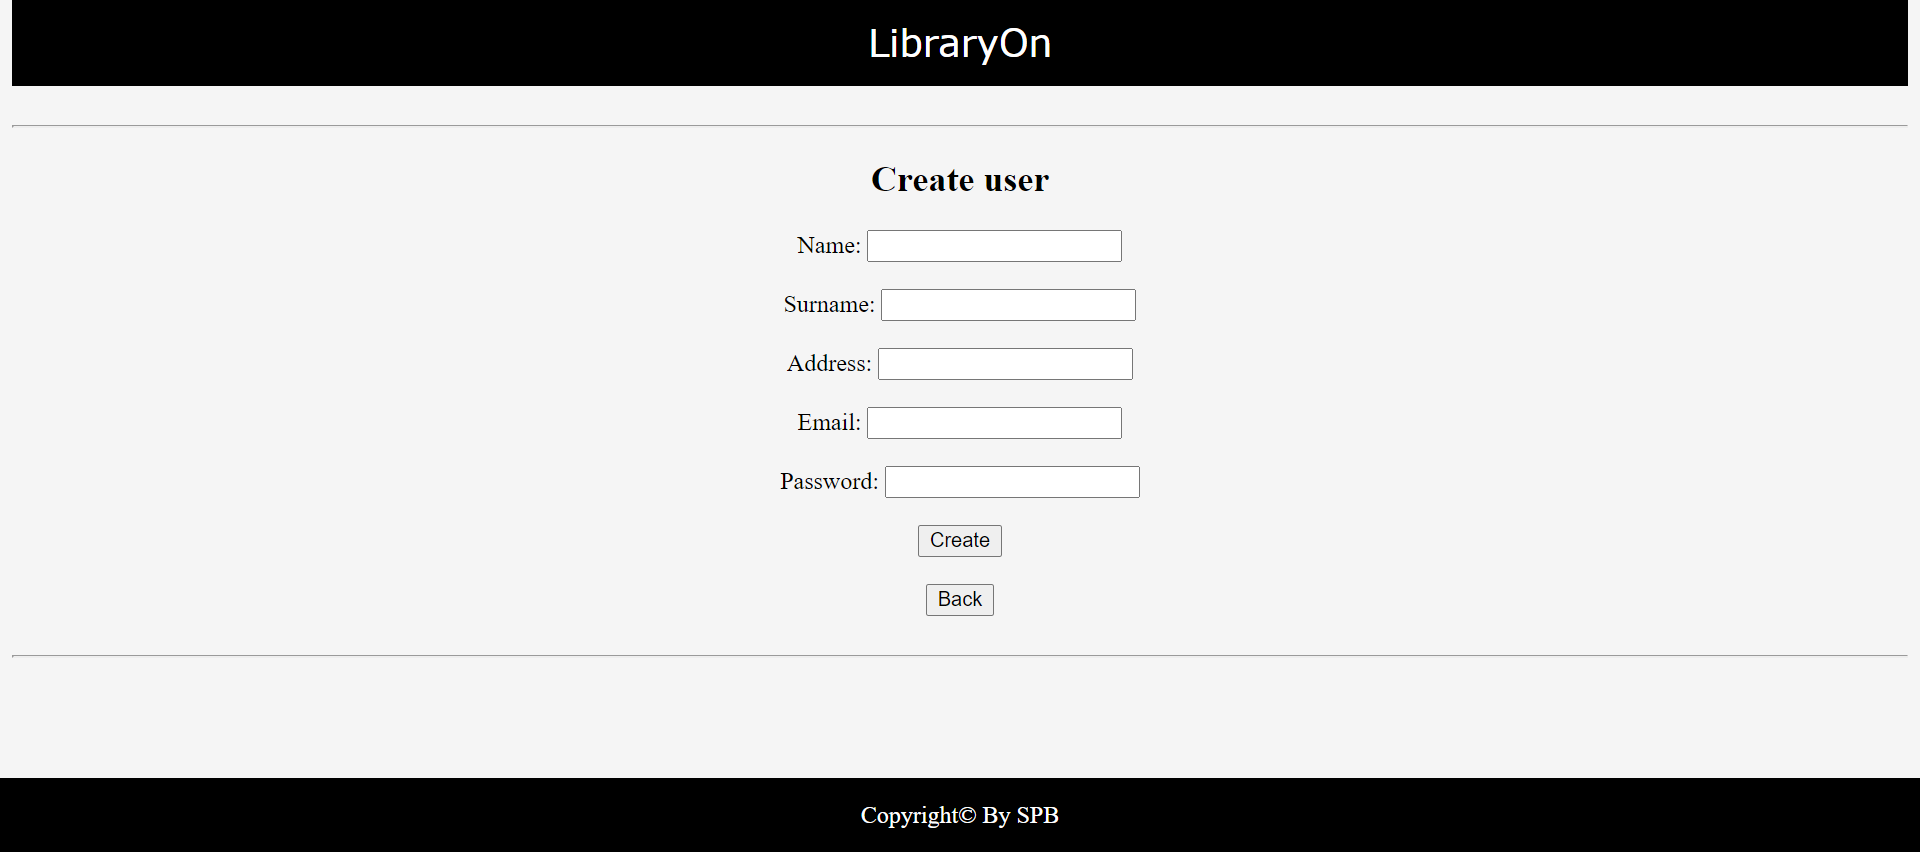 LibraryOn
Create user
Name:
Surname:
Address:
Email:
Password:
Create
Back
Copyright© By SPB